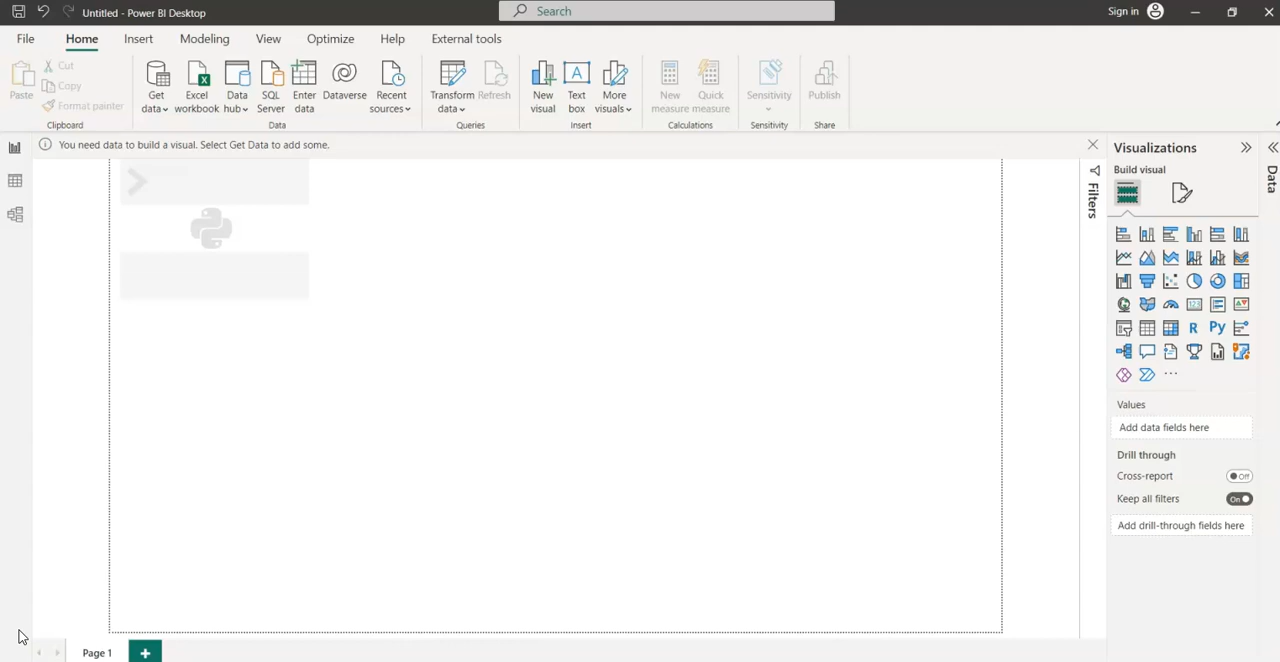 Untitled - Power BI Desktop
Search
Sign in
File Home Insert Modeling View Optimize Help External tools
Paste
Cut
Copy
Format painter
Clipboard
Get data
Excel workbook
Data hub
SQL Server
Enter data
Dataverse
Recent sources
Data
Transform data
Refresh
Queries
New visual
Text box
More visuals
Insert
New measure
Quick measure
Calculations
Sensitivity
Sensitivity
Publish
Share
You need data to build a visual. Select Get Data to add some.
Filters
Visualizations
Build visual
Data
123
R Py
...
Values
Add data fields here
Drill through
Cross-report Off
Keep all filters On
Add drill-through fields here
Page 1